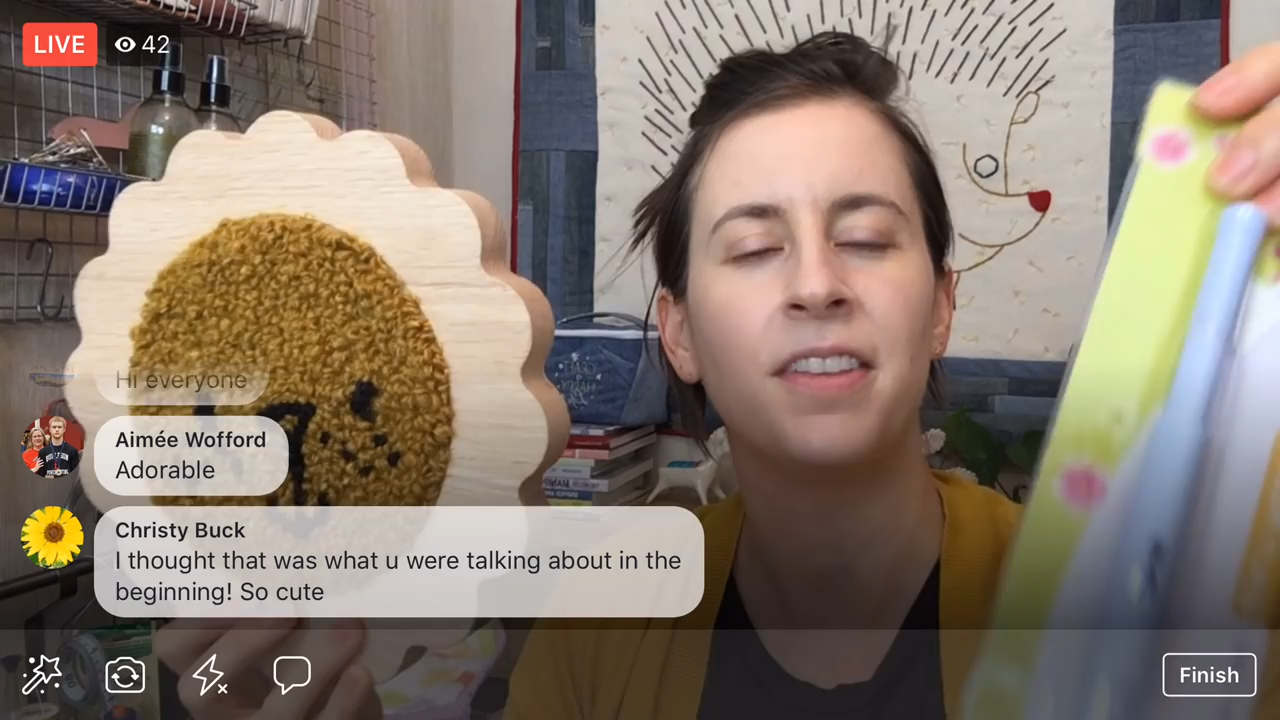 LIVE
42
Hi everyone
Aimée Wofford
Adorable
Christy Buck
I thought that was what u were talking about in the
beginning! So cute
Finish